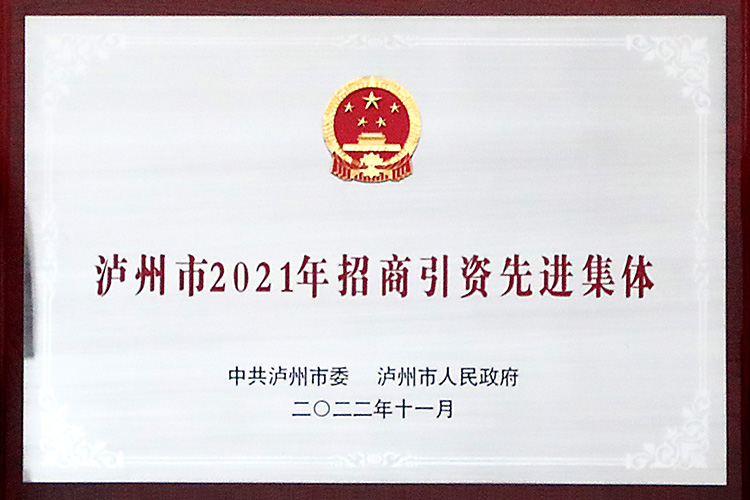 泸州市2021年招商引资先进集体
中共泸州市委 泸州市人民政府
二〇二二年十一月